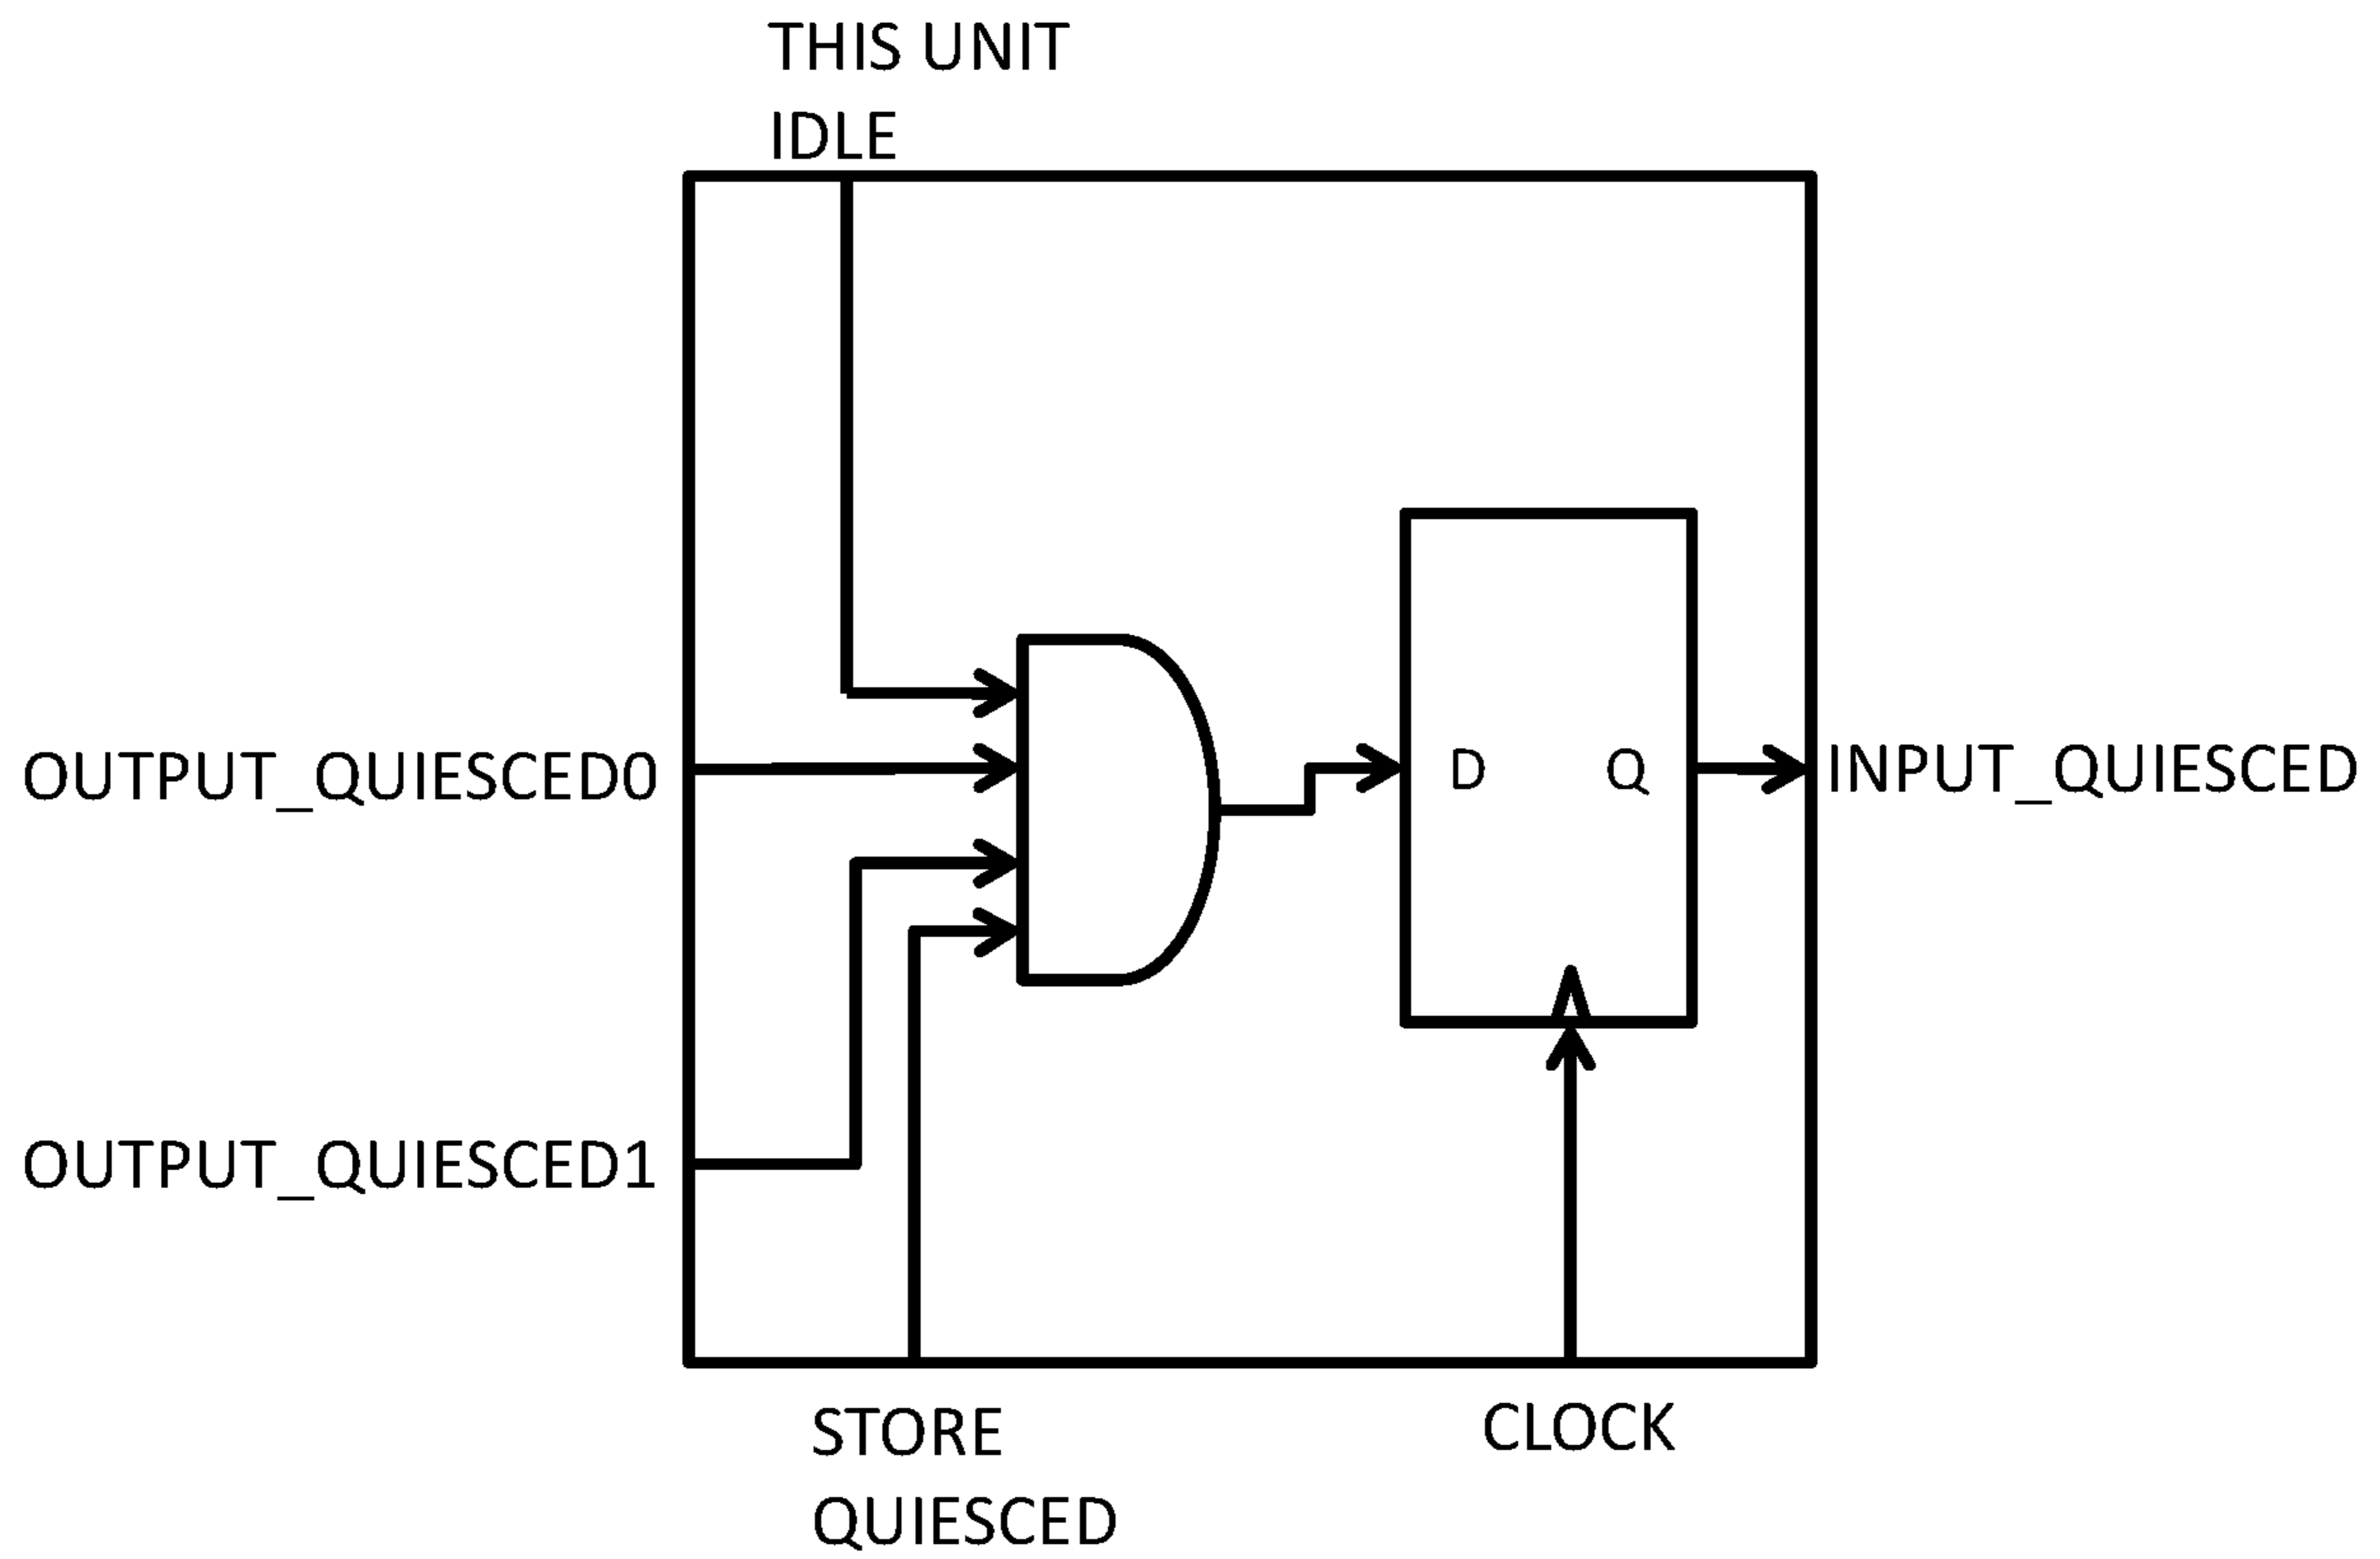 THIS UNIT
IDLE
OUTPUT_QUIESCED0
D
Q
INPUT_QUIESCED
OUTPUT_QUIESCED1
STORE
QUIESCED
CLOCK